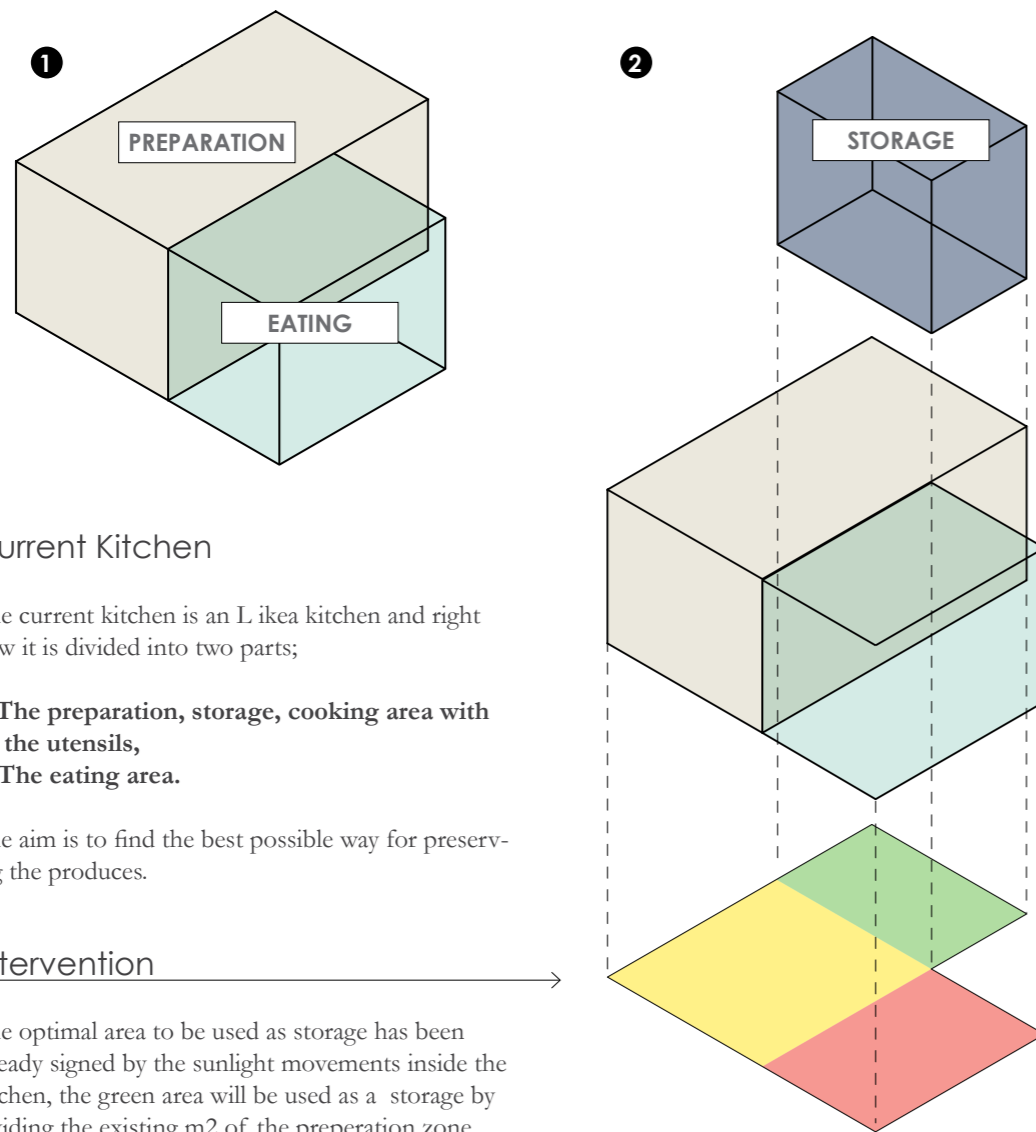 1
PREPARATION
EATING
2
STORAGE
urrent Kitchen
e current kitchen is an L ikea kitchen and right
w it is divided into two parts;
The preparation, storage, cooking area with
the utensils,
The eating area.
e aim is to find the best possible way for preserv-
g the produces.
tervention
e optimal area to be used as storage has been
eady signed by the sunlight movements inside the
chen, the green area will be used as a storage by
viding the existing m2 of the preperation zone